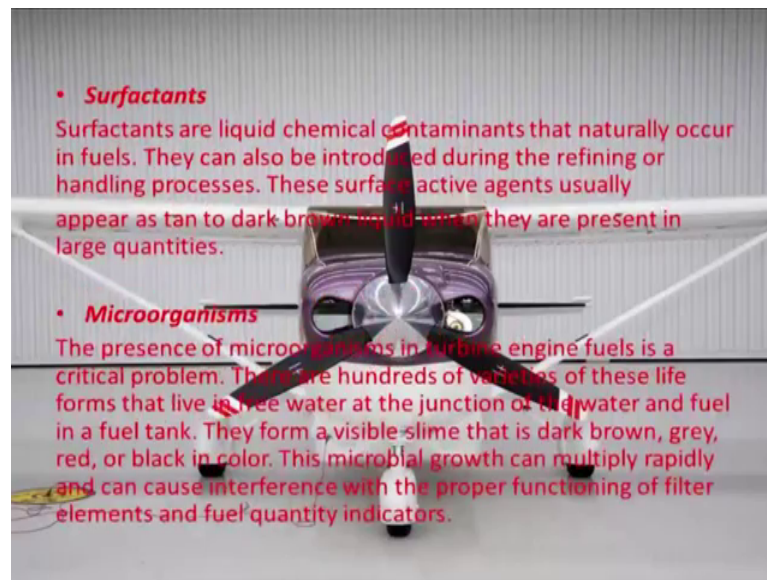 • Surfactants
Surfactants are liquid chemical contaminants that naturally occur
in fuels. They can also be introduced during the refining or
handling processes. These surface active agents usually
appear as tan to dark brown liquid when they are present in
large quantities.
• Microorganisms
The presence of microorganisms in turbine engine fuels is a
critical problem. There are hundreds of varieties of these life
forms that live in free water at the junction of the water and fuel
in a fuel tank. They form a visible slime that is dark brown, grey,
red, or black in color. This microbial growth can multiply rapidly
and can cause interference with the proper functioning of filter
elements and fuel quantity indicators.